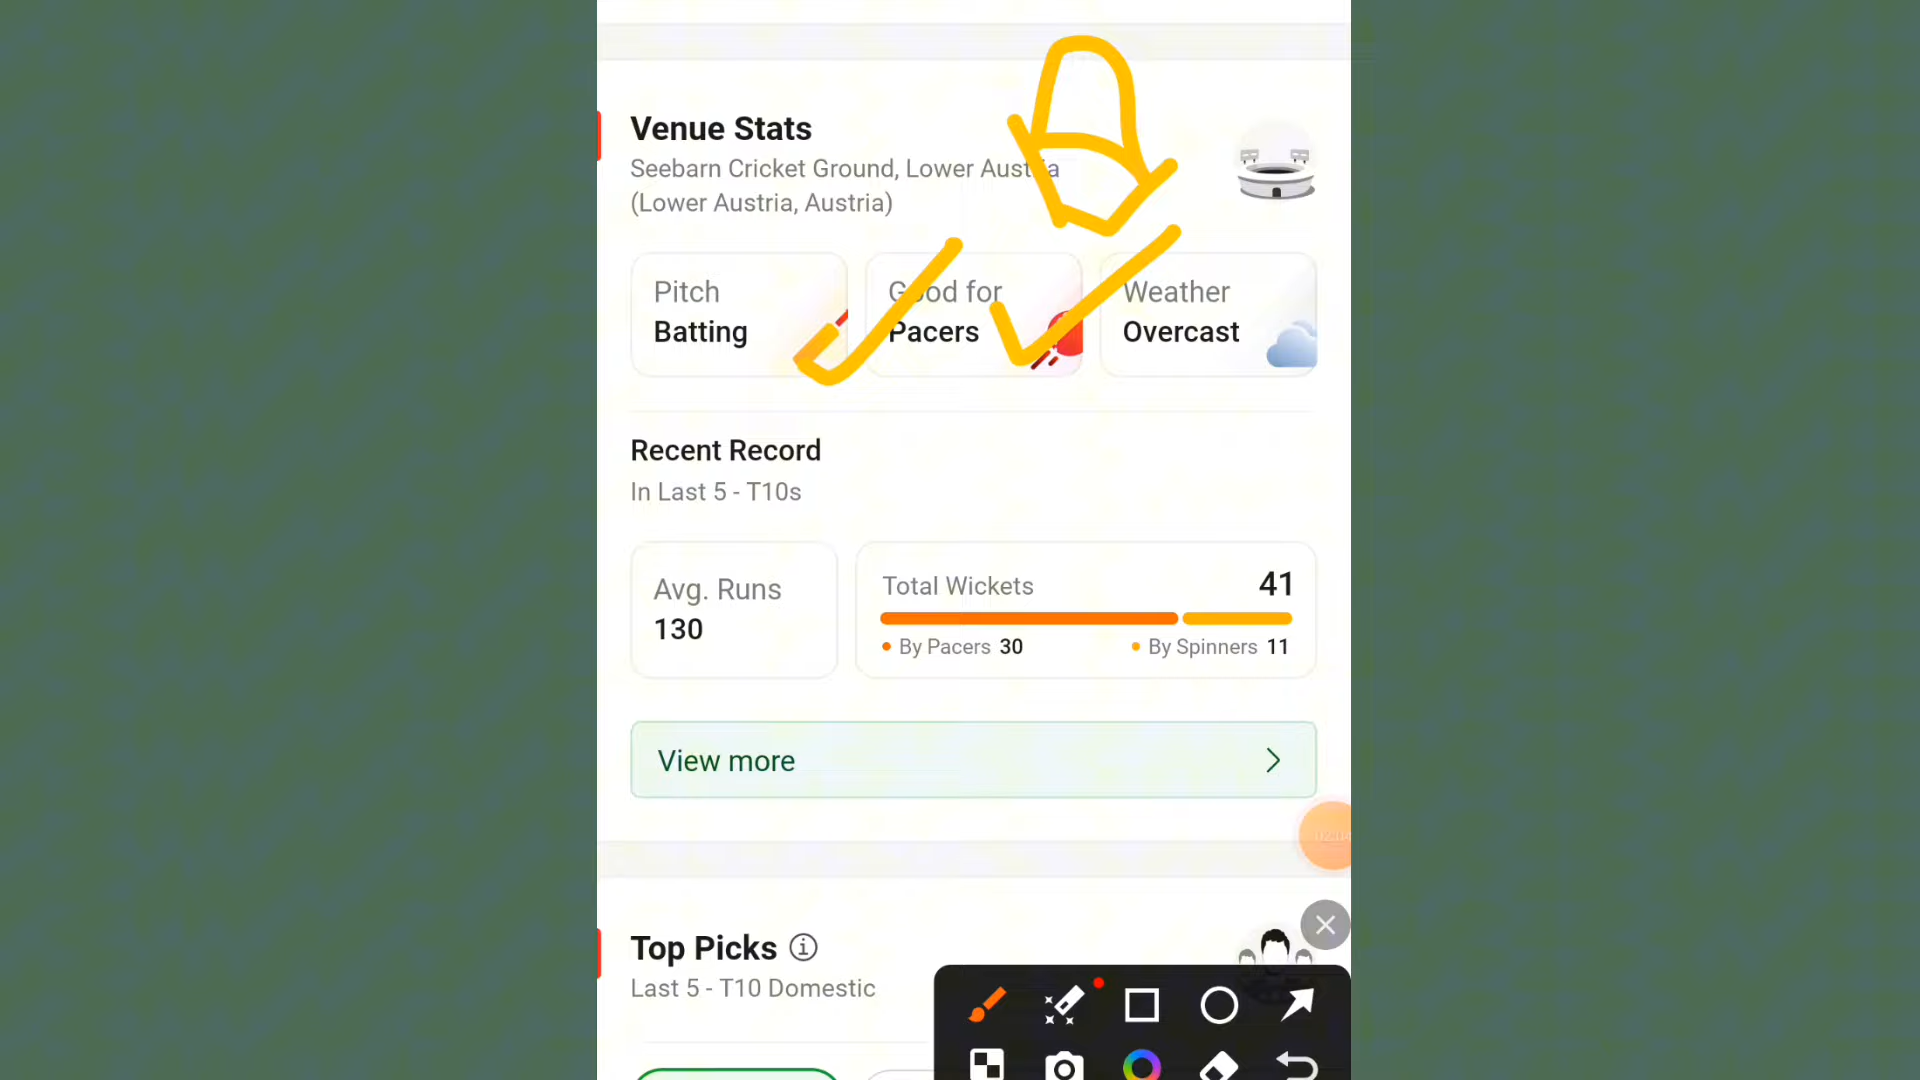 Venue Stats
Seebarn Cricket Ground, Lower Austria
(Lower Austria, Austria)
Pitch
Batting
Good for
Pacers
Weather
Overcast
Recent Record
In Last 5 - T10s
Avg. Runs
130
Total Wickets 41
By Pacers 30 By Spinners 11
View more
Top Picks
Last 5 - T10 Domestic